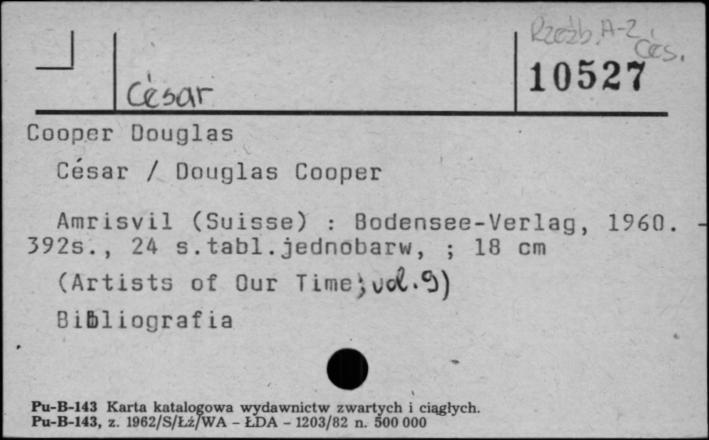 Rzeźb. A-Z
Ces.
César
10527
Cooper Douglas
César / Douglas Cooper
Amrisvil (Suisse) : Bodensee-Verlag, 1960. -
392s., 24 s.tabl.jednobarw, ; 18 cm
(Artists of Our Time; vol.9)
Bibliografia
Pu-B-143 Karta katalogowa wydawnictw zwartych i ciągłych.
Pu-B-143, z. 1962/S/Łż/WA - ŁDA - 1203/82 n. 500 000